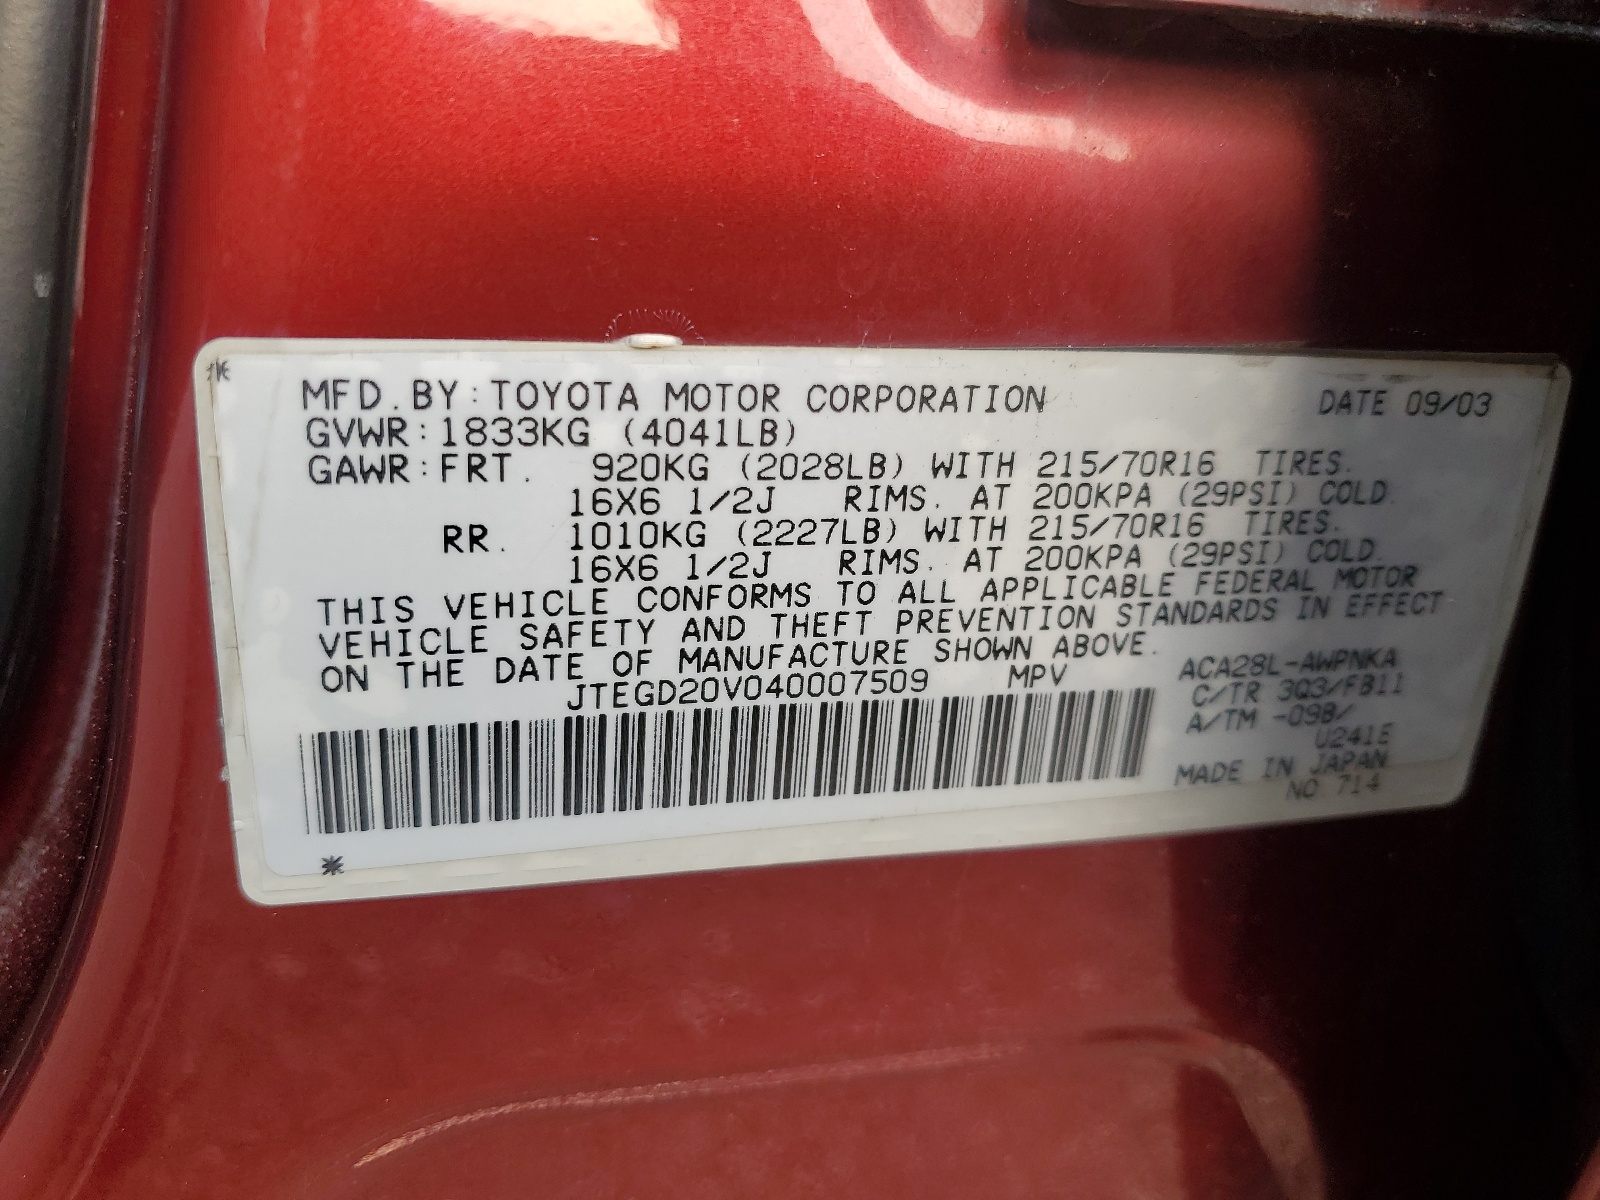 MFD.BY:TOYOTA MOTOR CORPORATION DATE 09/03
GVWR:1833KG (4041LB)
GAWR:FRT. 920KG (2028LB) WITH 215/70R16 TIRES.
16X6 1/2J RIMS. AT 200KPA (29PSI) COLD.
RR. 1010KG (2227LB) WITH 215/70R16 TIRES.
16X6 1/2J RIMS. AT 200KPA (29PSI) COLD.
THIS VEHICLE CONFORMS TO ALL APPLICABLE FEDERAL MOTOR
VEHICLE SAFETY AND THEFT PREVENTION STANDARDS IN EFFECT
ON THE DATE OF MANUFACTURE SHOWN ABOVE.
JTEGD20V040007509 MPV
ACA28L-AWPNKA
C/TR 3Q3/FB11
A/TM -09B/
U241E
MADE IN JAPAN
NO 714